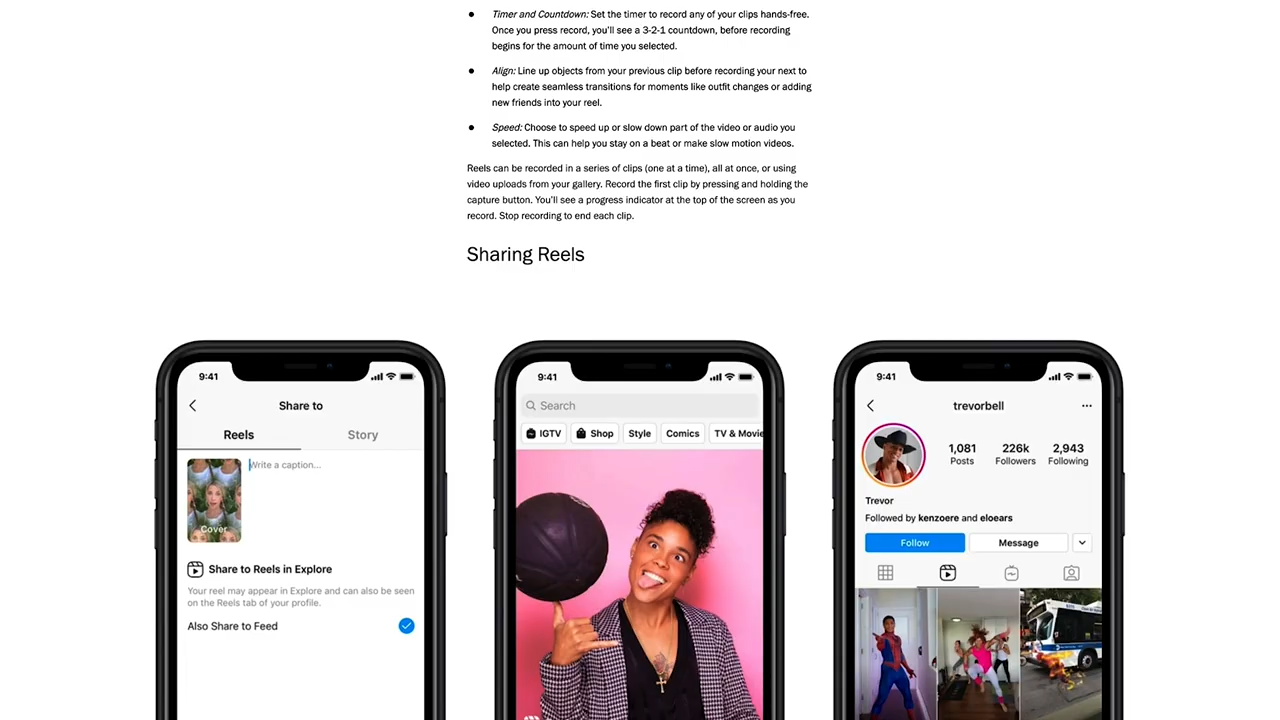 Timer and Countdown: Set the timer to record any of your clips hands-free.
Once you press record, you'll see a 3-2-1 countdown, before recording
begins for the amount of time you selected.
Align: Line up objects from your previous clip before recording your next to
help create seamless transitions for moments like outfit changes or adding
new friends into your reel.
Speed: Choose to speed up or slow down part of the video or audio you
selected. This can help you stay on a beat or make slow motion videos.
Reels can be recorded in a series of clips (one at a time), all at once, or using
video uploads from your gallery. Record the first clip by pressing and holding the
capture button. You'll see a progress indicator at the top of the screen as you
record. Stop recording to end each clip.
Sharing Reels
9:41
Share to
Reels Story
Write a caption...
Cover
Share to Reels in Explore
Your reel may appear in Explore and can also be seen
on the Reels tab of your profile.
Also Share to Feed
9:41
Search
IGTV Shop Style Comics TV & Movie
9:41
trevorbell
1,081 226k 2,943
Posts Followers Following
Trevor
Followed by kenzoere and eloears
Follow Message